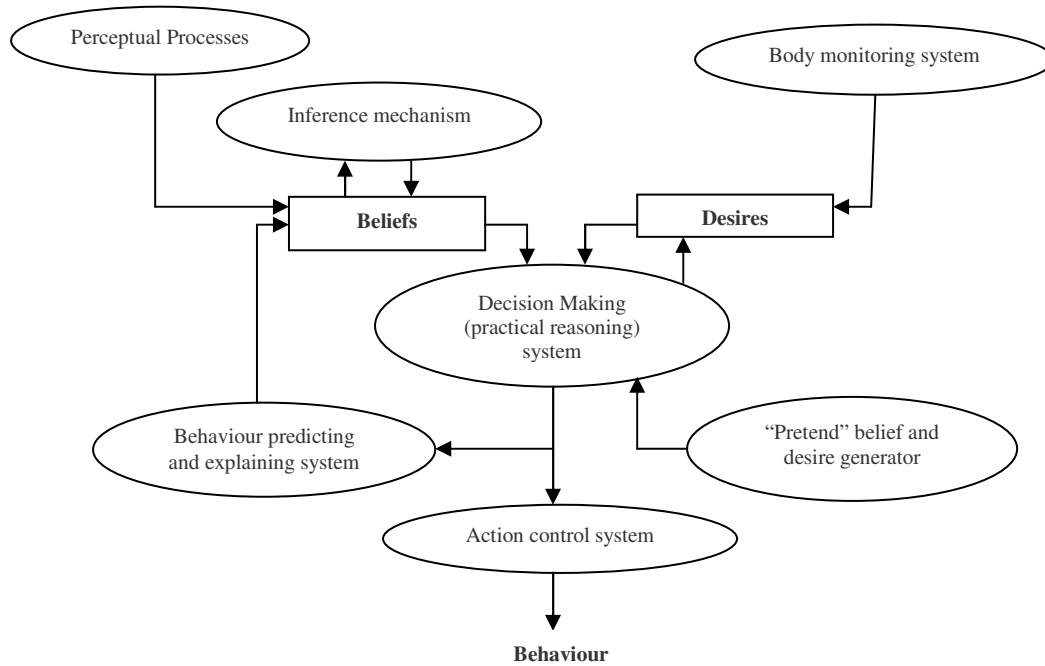 Perceptual Processes
Body monitoring system
Inference mechanism
Beliefs
Desires
Decision Making
(practical reasoning)
system
Behaviour predicting
and explaining system
“Pretend” belief and
desire generator
Action control system
Behaviour